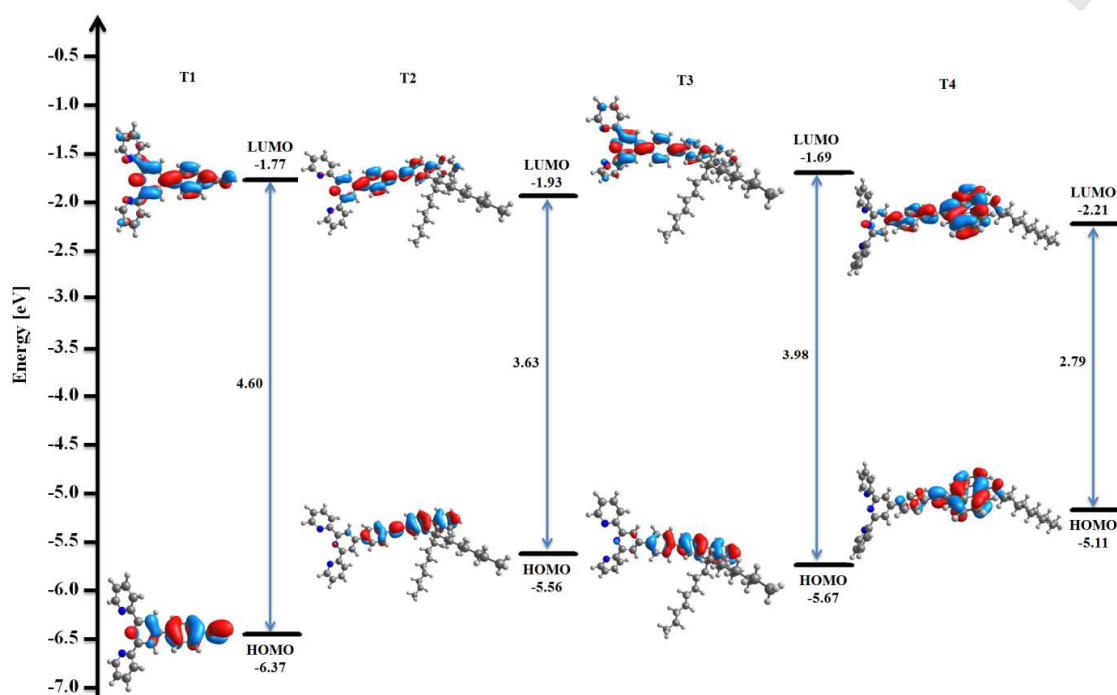 Energy [eV]
-0.5
-1.0
-1.5
-2.0
-2.5
-3.0
-3.5
-4.0
-4.5
-5.0
-5.5
-6.0
-6.5
-7.0
T1
LUMO
-1.77
4.60
HOMO
-6.37
T2
LUMO
-1.93
3.63
HOMO
-5.56
T3
LUMO
-1.69
3.98
HOMO
-5.67
T4
LUMO
-2.21
2.79
HOMO
-5.11